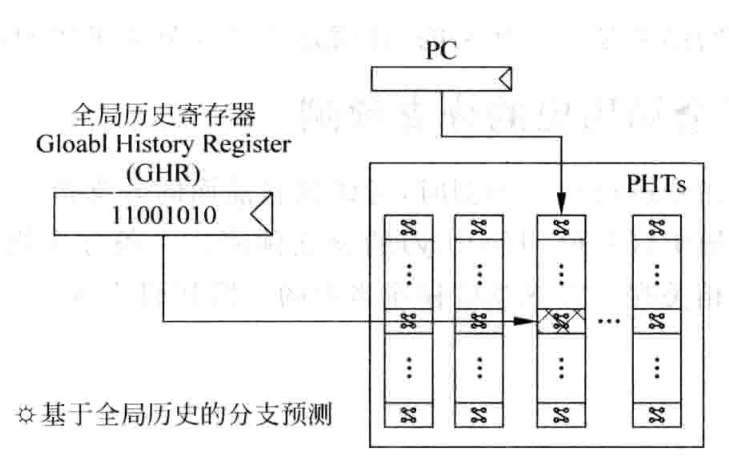 PC
全局历史寄存器
Gloabl History Register
(GHR)
11001010
PHTs
...
☼基于全局历史的分支预测